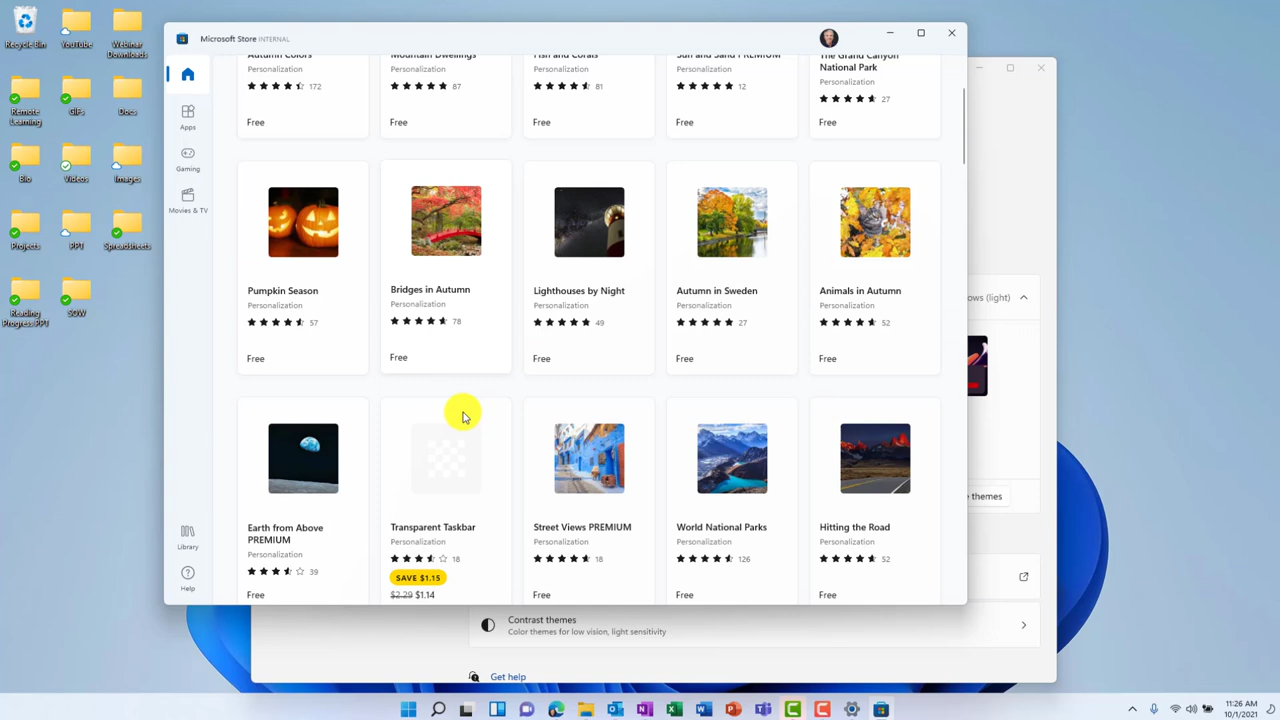 Recycle Bin
YouTube
Webinar
Downloads
Remote
Learning
GIFs
Docs
Bio
Videos
Images
Projects
PPT
Spreadsheets
Reading
Progress PPT
SOW
Microsoft Store INTERNAL
Apps
Gaming
Movies & TV
Library
Help
Autumn Colors
Personalization
172
Free
Mountain Dwellings
Personalization
87
Free
Fish and Corals
Personalization
81
Free
Sun and Sand PREMIUM
Personalization
12
Free
The Grand Canyon
National Park
Personalization
27
Free
Pumpkin Season
Personalization
57
Free
Bridges in Autumn
Personalization
78
Free
Lighthouses by Night
Personalization
49
Free
Autumn in Sweden
Personalization
27
Free
Animals in Autumn
Personalization
52
Free
Earth from Above
PREMIUM
Personalization
39
Free
Transparent Taskbar
Personalization
18
SAVE $1.15
$2.29 $1.14
Street Views PREMIUM
Personalization
18
Free
World National Parks
Personalization
126
Free
Hitting the Road
Personalization
52
Free
ows (light)
e themes
Contrast themes
Color themes for low vision, light sensitivity
Get help
11:26 AM
10/1/2021